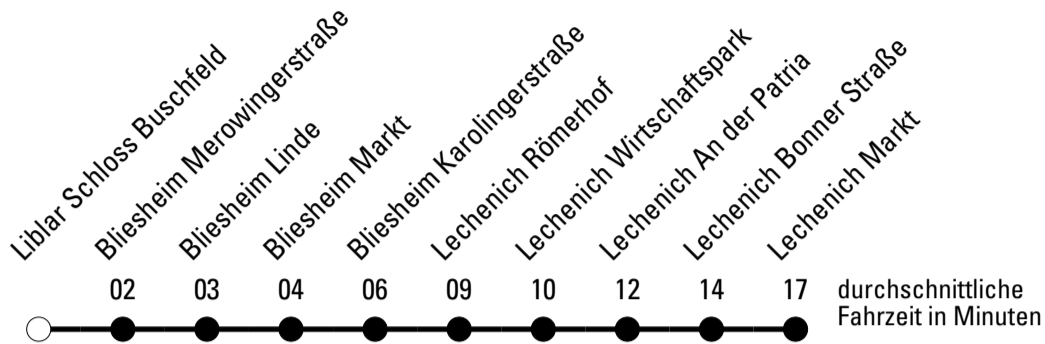 Liblar Schloss Buschfeld
Bliesheim Merowingerstraße
Bliesheim Linde
Bliesheim Markt
Bliesheim Karolingerstraße
Lechenich Römerhof
Lechenich Wirtschaftspark
Lechenich An der Patria
Lechenich Bonner Straße
Lechenich Markt
02 03 04 06 09 10 12 14 17
durchschnittliche
Fahrzeit in Minuten